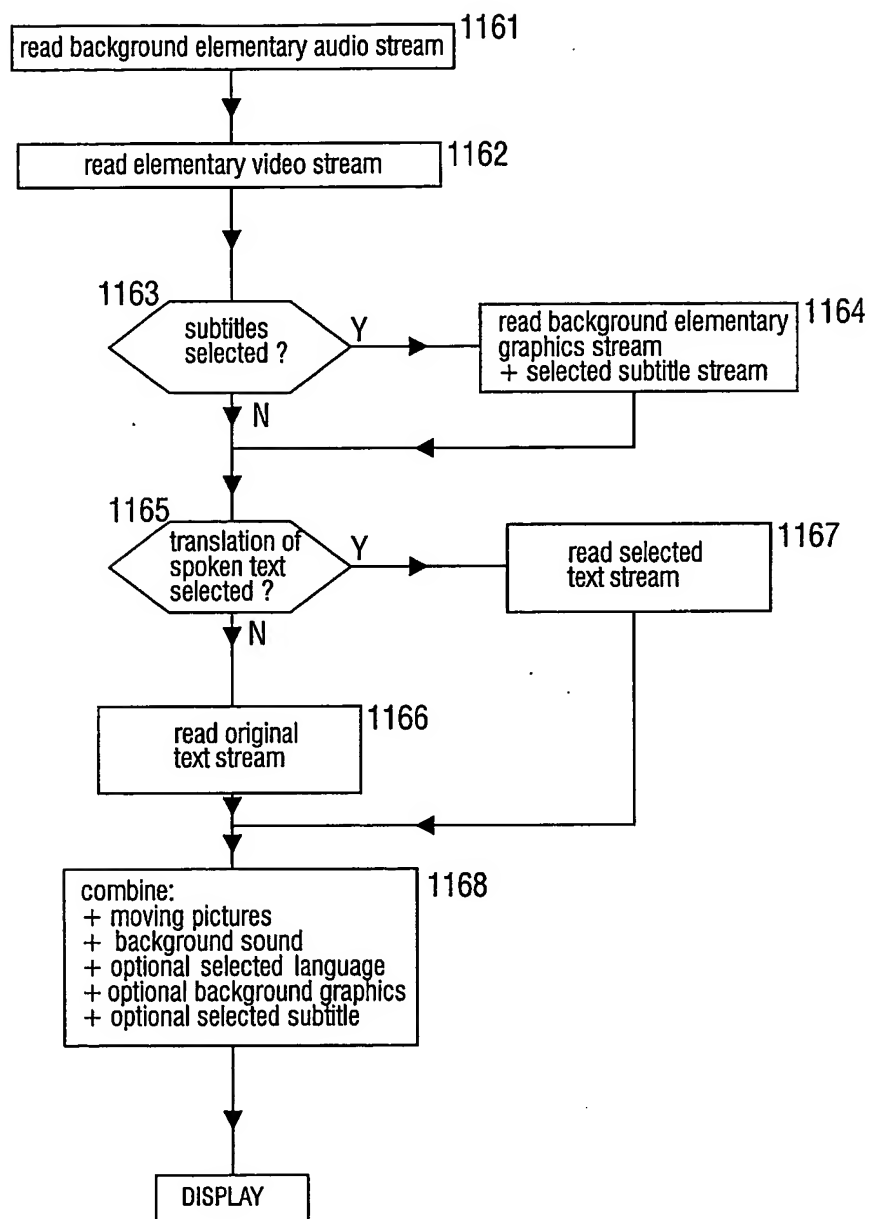 1161
read background elementary audio stream
1162
read elementary video stream
1163
subtitles
selected ?
Y
N
1164
read background elementary
graphics stream
+ selected subtitle stream
1165
translation of
spoken text
selected ?
Y
N
1167
read selected
text stream
1166
read original
text stream
1168
combine:
+ moving pictures
+ background sound
+ optional selected language
+ optional background graphics
+ optional selected subtitle
DISPLAY